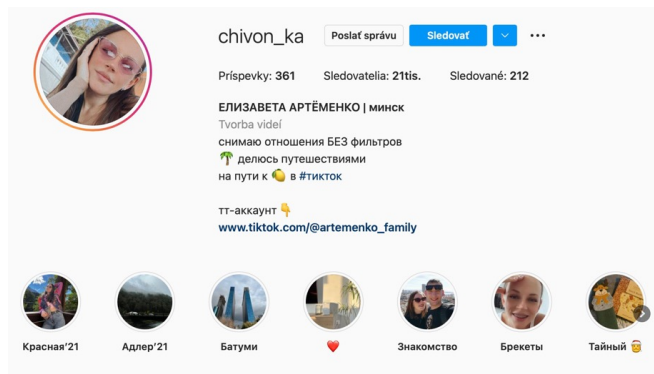 chivon_ka Poslať správu Sledovať
Príspevky: 361 Sledovatelia: 21tis. Sledované: 212
ЕЛИЗАВЕТА АРТЁМЕНКО | минск
Tvorba videí
снимаю отношения БЕЗ фильтров
🌴 делюсь путешествиями
на пути к 🍋 в #тикток
тт-аккаунт 👇
www.tiktok.com/@artemenko_family
Красная'21 Адлер'21 Батуми ❤️ Знакомство Брекеты Тайный 🎅